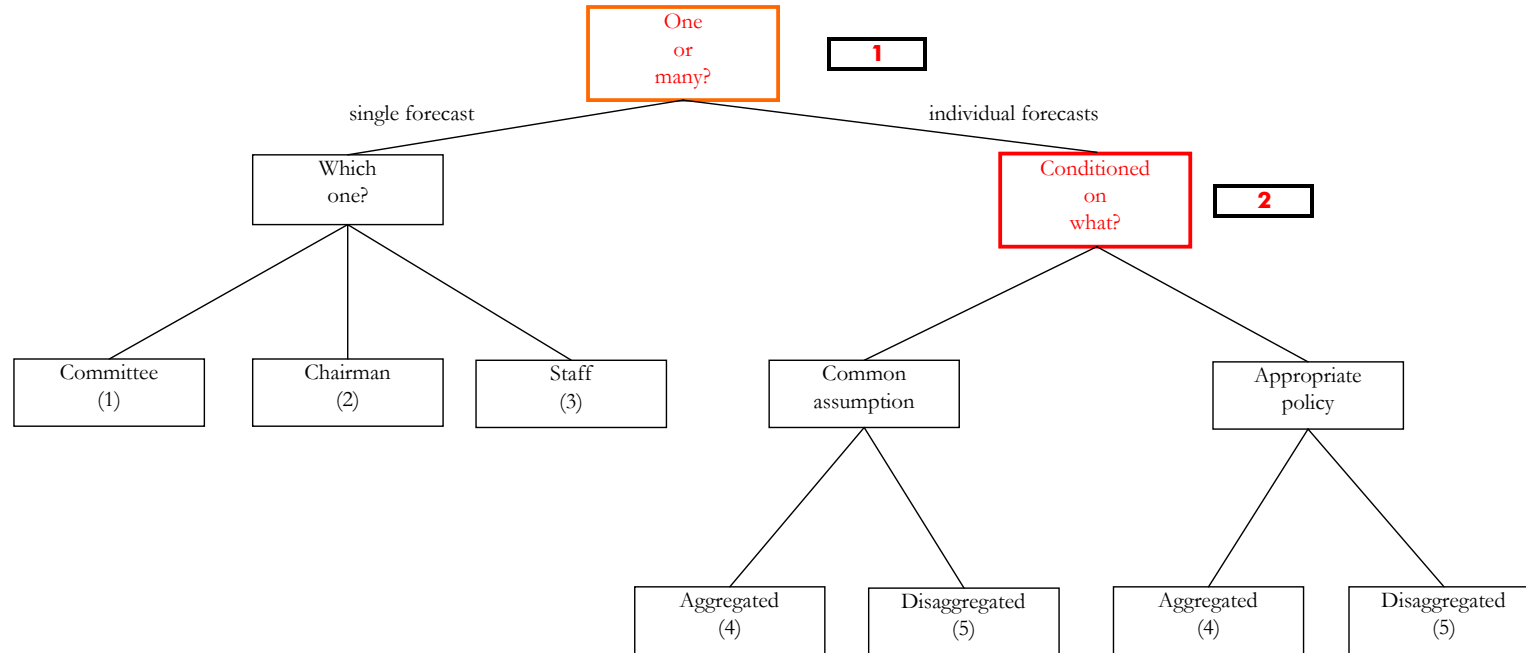 One
or
many?
1
single forecast
individual forecasts
Which
one?
Conditioned
on
what?
2
Committee
(1)
Chairman
(2)
Staff
(3)
Common
assumption
Appropriate
policy
Aggregated
(4)
Disaggregated
(5)
Aggregated
(4)
Disaggregated
(5)